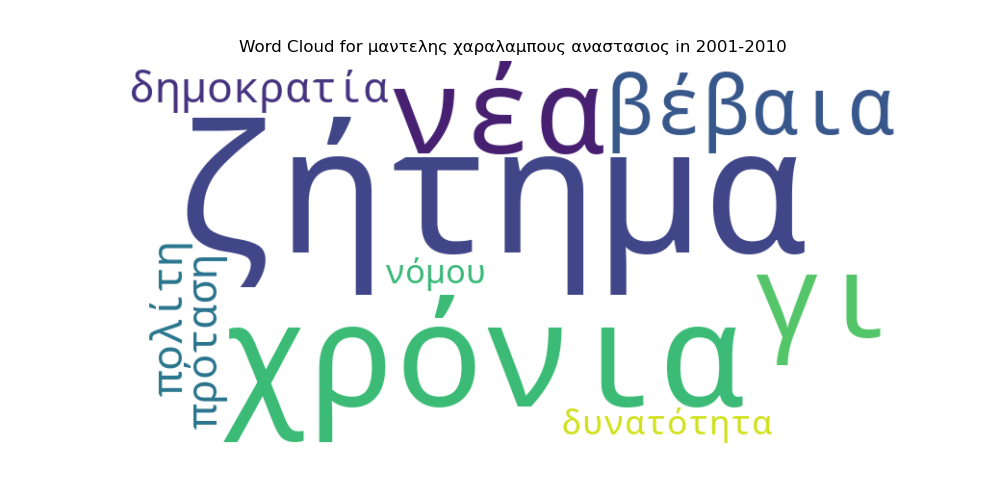 Word Cloud for μαντελης χαραλαμπους αναστασιος in 2001-2010
δημοκρατία
νέα
βέβαια
ζήτημα
πολίτη
πρόταση
νόμου
γι
χρόνια
δυνατότητα